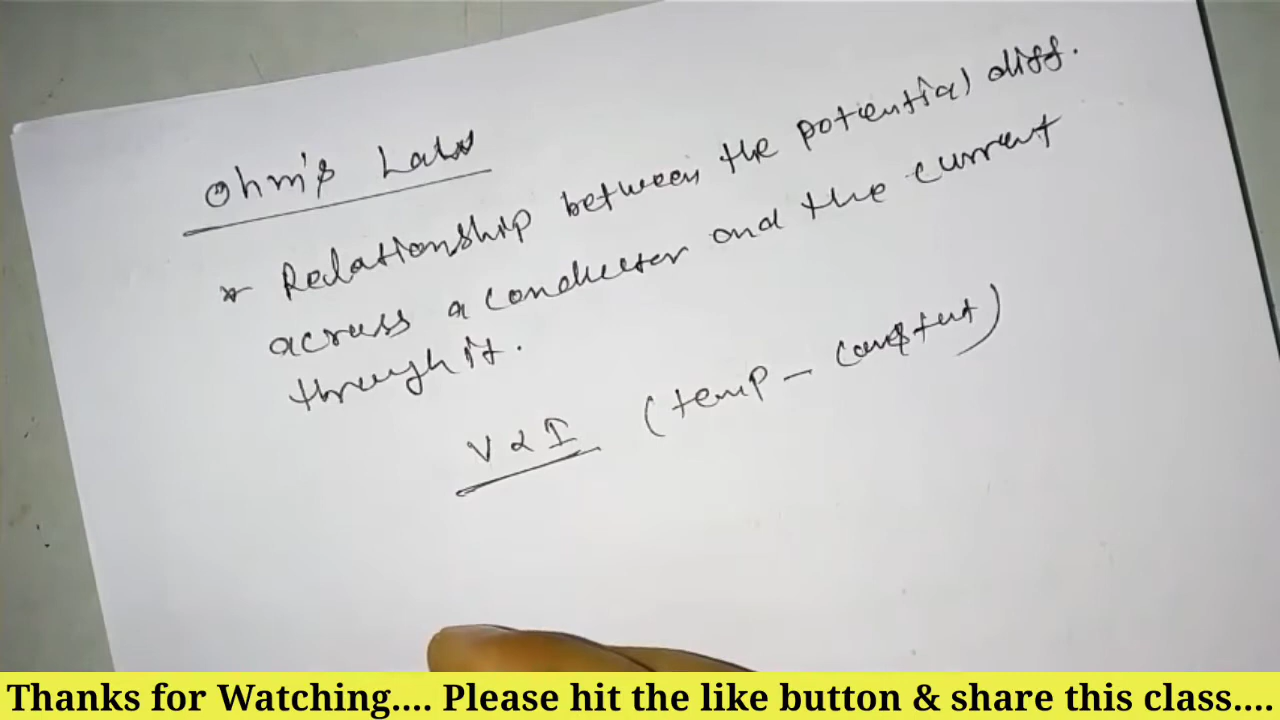 Ohm's Law
* Relationship between the potential diff.
across a conductor and the current
through it.
V ∝ I (temp - constant)
Thanks for Watching.... Please hit the like button & share this class....